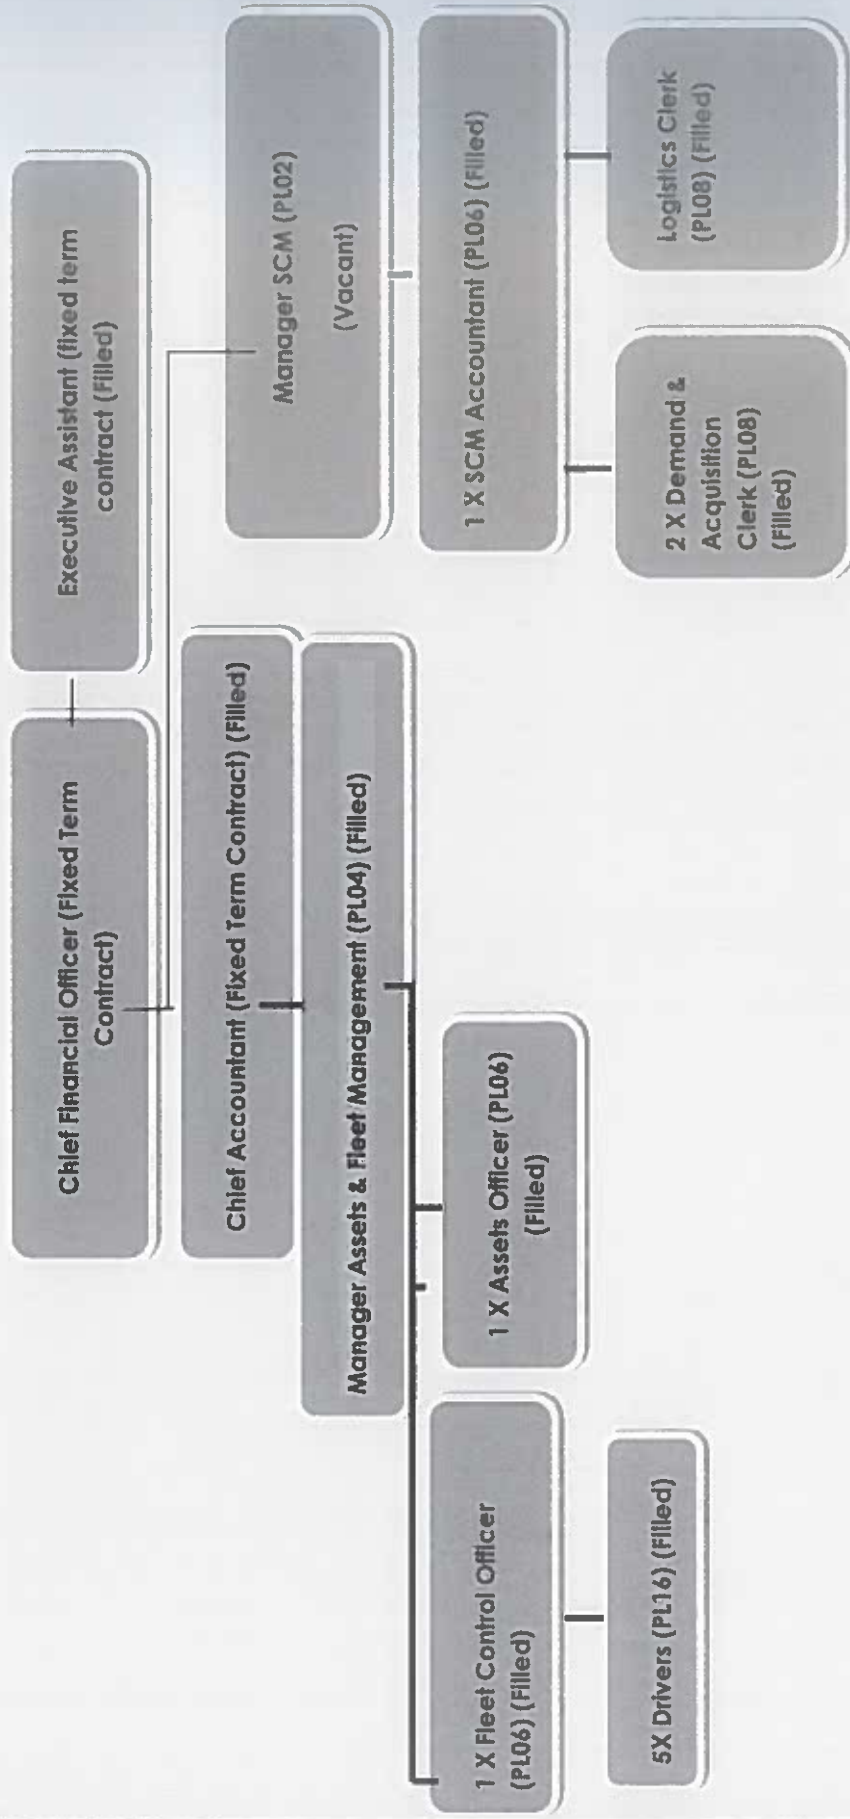 Chief Financial Officer (Fixed Term
Contract)
Executive Assistant (fixed term
contract (Filled)
Chief Accountant (Fixed Term Contract) (Filled)
Manager SCM (PL02)
(Vacant)
Manager Assets & Fleet Management (PL04) (Filled)
1 X SCM Accountant (PL06) (Filled)
1 X Fleet Control Officer
(PL06) (Filled)
1 X Assets Officer (PL06)
(Filled)
2 X Demand &
Acquisition
Clerk (PL08)
(Filled)
Logistics Clerk
(PL08) (Filled)
5X Drivers (PL16) (Filled)